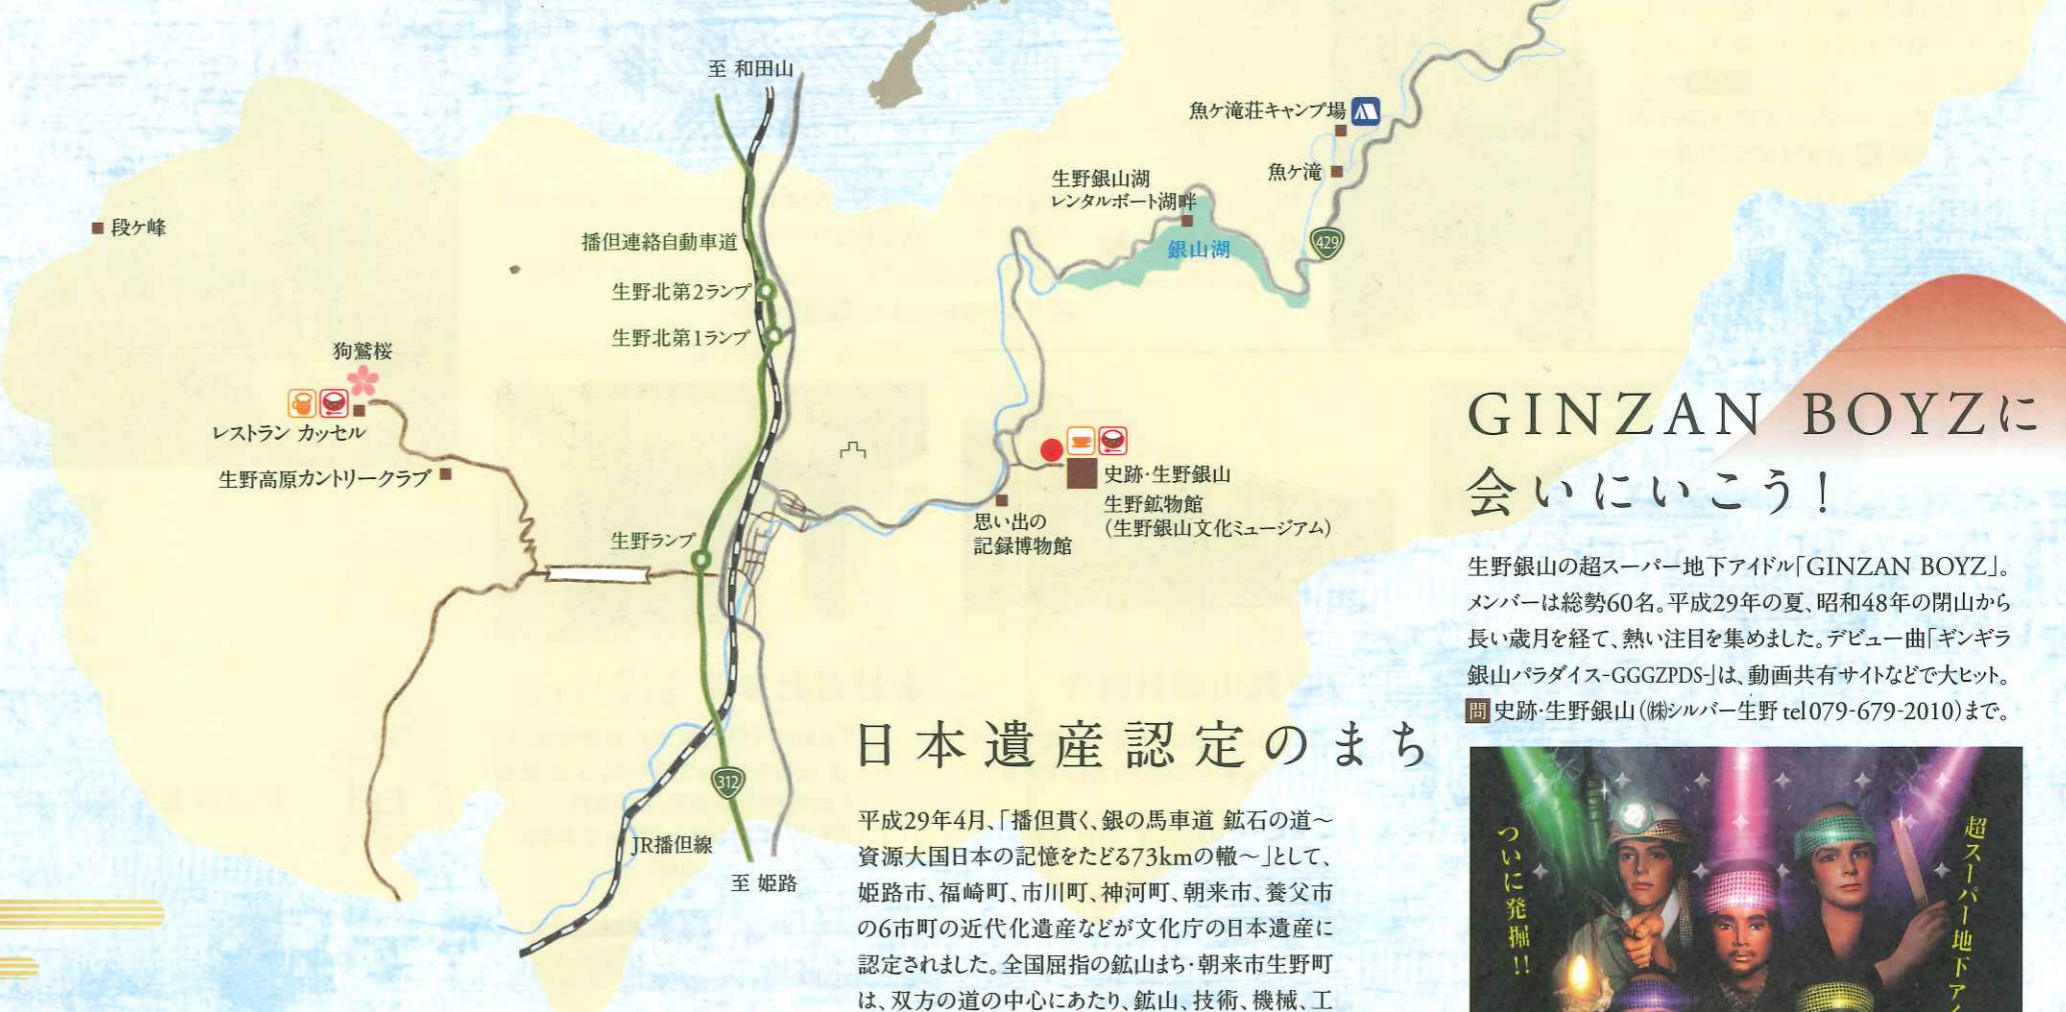 至 和田山
魚ケ滝荘キャンプ場
魚ケ滝
生野銀山湖
レンタルボート湖畔
銀山湖
429
段ケ峰
播但連絡自動車道
生野北第2ランプ
生野北第1ランプ
狗鷲桜
レストラン カッセル
生野高原カントリークラブ
史跡・生野銀山
生野鉱物館
(生野銀山文化ミュージアム)
思い出の
記録博物館
生野ランプ
312
JR播但線
至 姫路
GINZAN BOYZに
会いにいこう!
生野銀山の超スーパー地下アイドル「GINZAN BOYZ」。
メンバーは総勢60名。平成29年の夏、昭和48年の閉山から
長い歳月を経て、熱い注目を集めました。デビュー曲「ギンギラ
銀山パラダイス-GGGZPDS-」は、動画共有サイトなどで大ヒット。
問 史跡・生野銀山(㈱シルバー生野 tel 079-679-2010)まで。
日本遺産認定のまち
平成29年4月、「播但貫く、銀の馬車道 鉱石の道〜
資源大国日本の記憶をたどる73kmの轍〜」として、
姫路市、福崎町、市川町、神河町、朝来市、養父市
の6市町の近代化遺産などが文化庁の日本遺産に
認定されました。全国屈指の鉱山まち・朝来市生野町
は、双方の道の中心にあたり、鉱山、技術、機械、工
超スーパー地下ア
ついに発掘!!